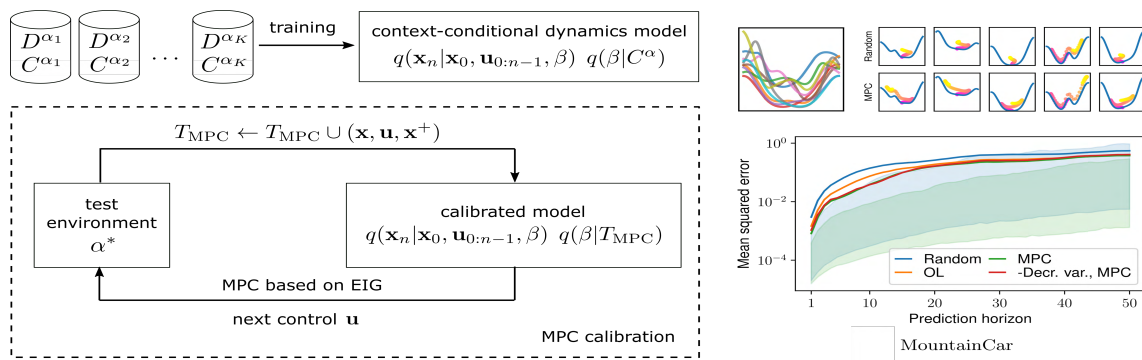 D^{α_1} D^{α_2} ⋯ D^{α_K}
C^{α_1} C^{α_2} C^{α_K}
training
context-conditional dynamics model
q(x_n|x_0, u_{0:n−1}, β) q(β|C^α)
T_MPC ← T_MPC ∪ (x, u, x^+)
test
environment
α*
calibrated model
q(x_n|x_0, u_{0:n−1}, β) q(β|T_MPC)
MPC based on EIG
next control u
MPC calibration
Random
MPC
Mean squared error
10^0
10^{−2}
10^{−4}
Random
OL
MPC
-Decr. var., MPC
1 10 20 30 40 50
Prediction horizon
MountainCar